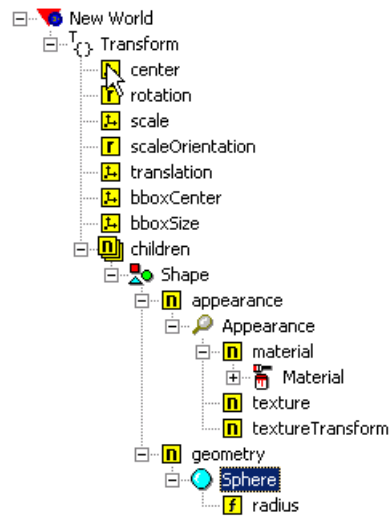 New World
Transform
center
rotation
scale
scaleOrientation
translation
bboxCenter
bboxSize
children
Shape
appearance
Appearance
material
Material
texture
textureTransform
geometry
Sphere
radius